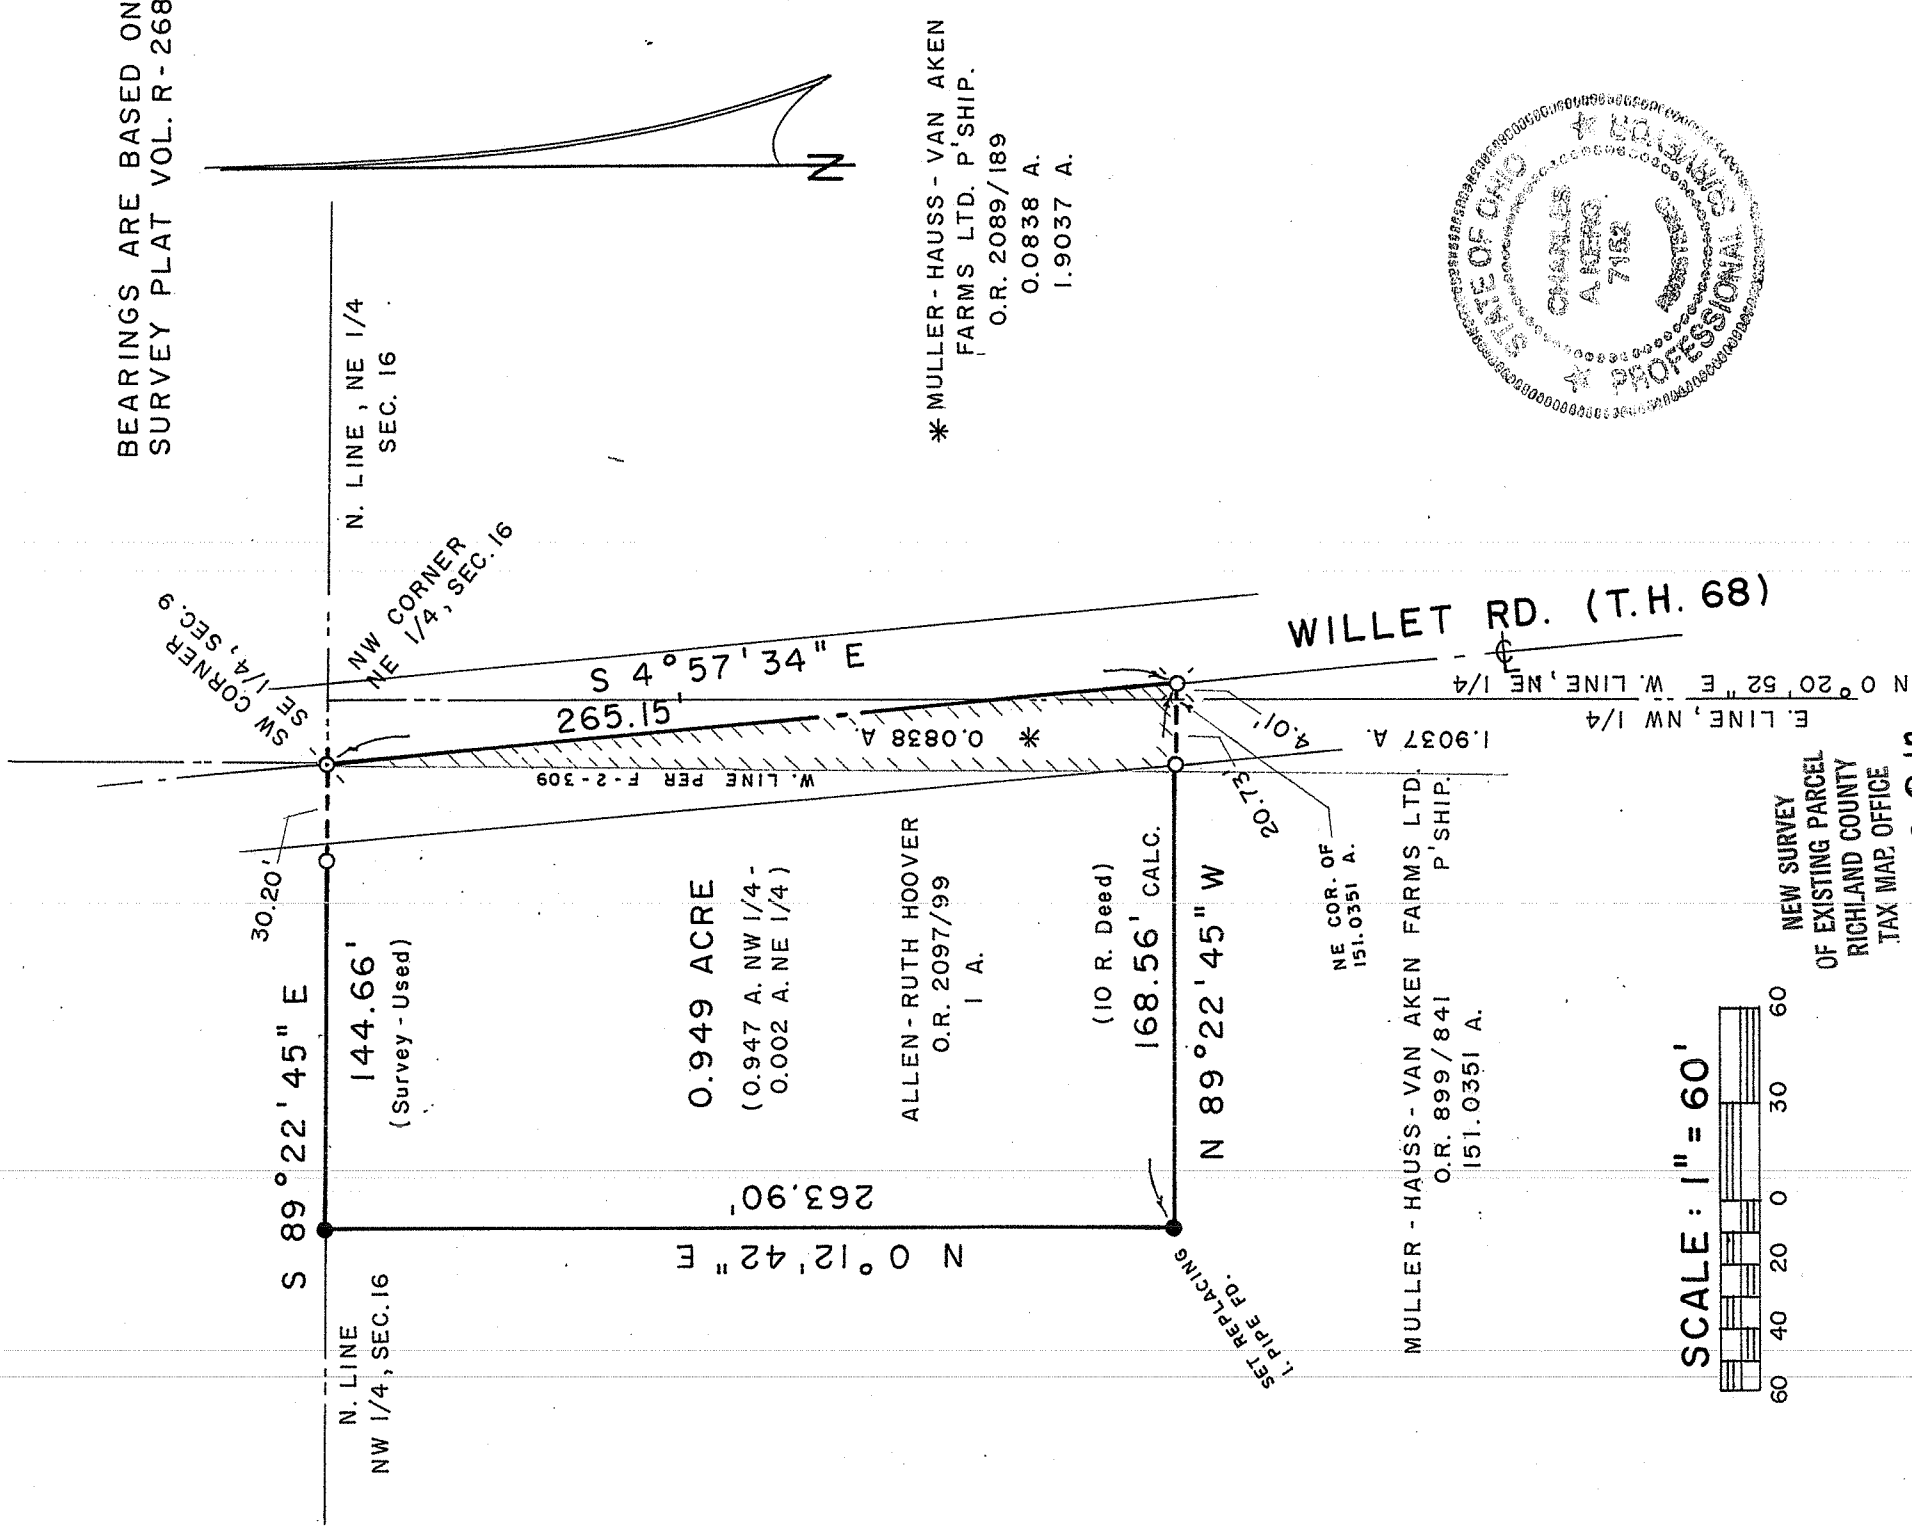 BEARINGS ARE BASED ON
SURVEY PLAT VOL. R-268
N
N. LINE, NE 1/4
SEC. 16
SW CORNER
SE 1/4, SEC. 9
NW CORNER
NE 1/4, SEC. 16
* MULLER-HAUSS-VAN AKEN
FARMS LTD. P'SHIP.
O.R. 2089/189
0.0838 A.
1.9037 A.
STATE OF OHIO
CHARLES
A KERG
7152
PROFESSIONAL
S 4°57'34" E
265.15'
0.0838 A.
*
W. LINE PER F-2-309
WILLET RD. (T.H. 68)
N 0°20'52" E W. LINE, NE 1/4
E. LINE, NW 1/4
1.9037 A.
4.01'
20.73'
NE COR. OF
151.0351 A.
30.20'
S 89°22'45" E
144.66'
(Survey-Used)
0.949 ACRE
(0.947 A. NW 1/4-
0.002 A. NE 1/4)
ALLEN-RUTH HOOVER
O.R. 2097/99
1 A.
(10 R. Deed)
168.56' CALC.
N 89°22'45" W
263.90'
N 0°12'42" E
N. LINE
NW 1/4, SEC. 16
SET REPLACING
I. PIPE FD.
MULLER-HAUSS-VAN AKEN FARMS LTD.
P'SHIP.
O.R. 899/841
151.0351 A.
NEW SURVEY
OF EXISTING PARCEL
RICHLAND COUNTY
TAX MAP OFFICE
SCALE: 1" = 60'
60 40 20 0 30 60